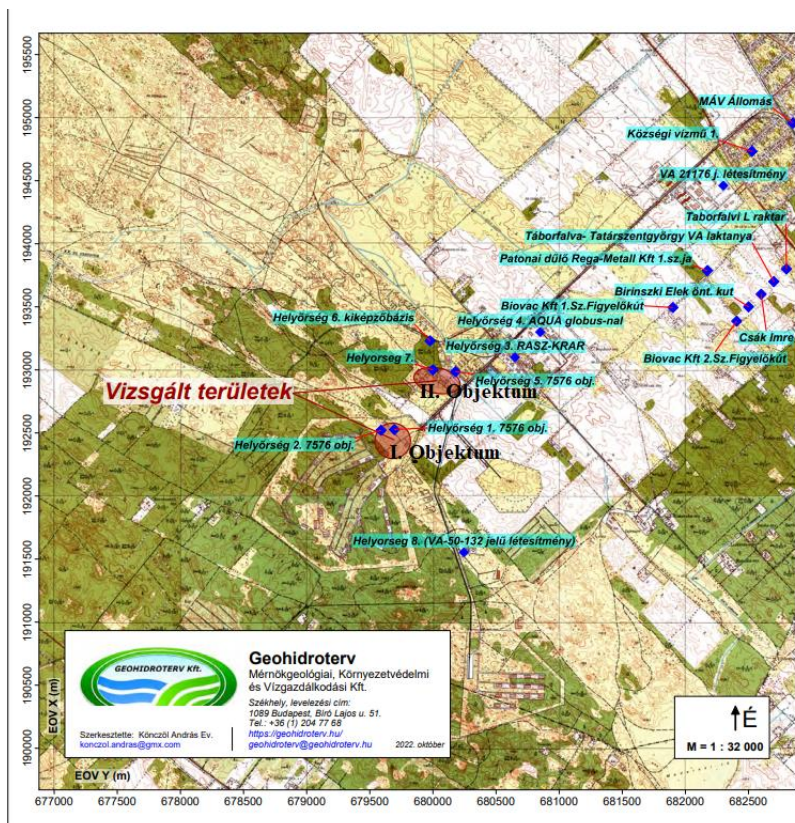 195500
195000
194500
194000
193500
193000
192500
192000
191500
191000
190500
190000
EOV X (m)
MÁV Állomás
Községi vízmű 1.
VA 21176 j. létesítmény
Taborfalvi L raktar
Táborfalva- Tatárszentgyörgy VA laktanya
Patonai dűlő Rega-Metall Kft 1.sz.ja
Birinszki Elek önt. kut
Biovac Kft 1.Sz.Figyelőkút
Helyőrség 6. kiképzőbázis
Helyőrség 4. AQUA globus-nal
Csák Imre
Helyőrség 3. RASZ-KRAR
Biovac Kft 2.Sz.Figyelőkút
Helyorseg 7.
Helyőrség 5. 7576 obj.
Vizsgált területek
II. Objektum
Helyőrség 1. 7576 obj.
Helyőrség 2. 7576 obj.
I. Objektum
Helyorseg 8. (VA-50-132 jelű létesítmény)
GEOHIDROTERV Kft.
Geohidroterv
Mérnökgeológiai, Környezetvédelmi
és Vízgazdálkodási Kft.
Székhely, levelezési cím:
1089 Budapest, Bíró Lajos u. 51.
Tel.: +36 (1) 204 77 68
https://geohidroterv.hu/
geohidroterv@geohidroterv.hu
2022. október
Szerkesztette: Könczöl András Ev.
konczol.andras@gmx.com
É
M = 1 : 32 000
EOV Y (m)
677000 677500 678000 678500 679000 679500 680000 680500 681000 681500 682000 682500